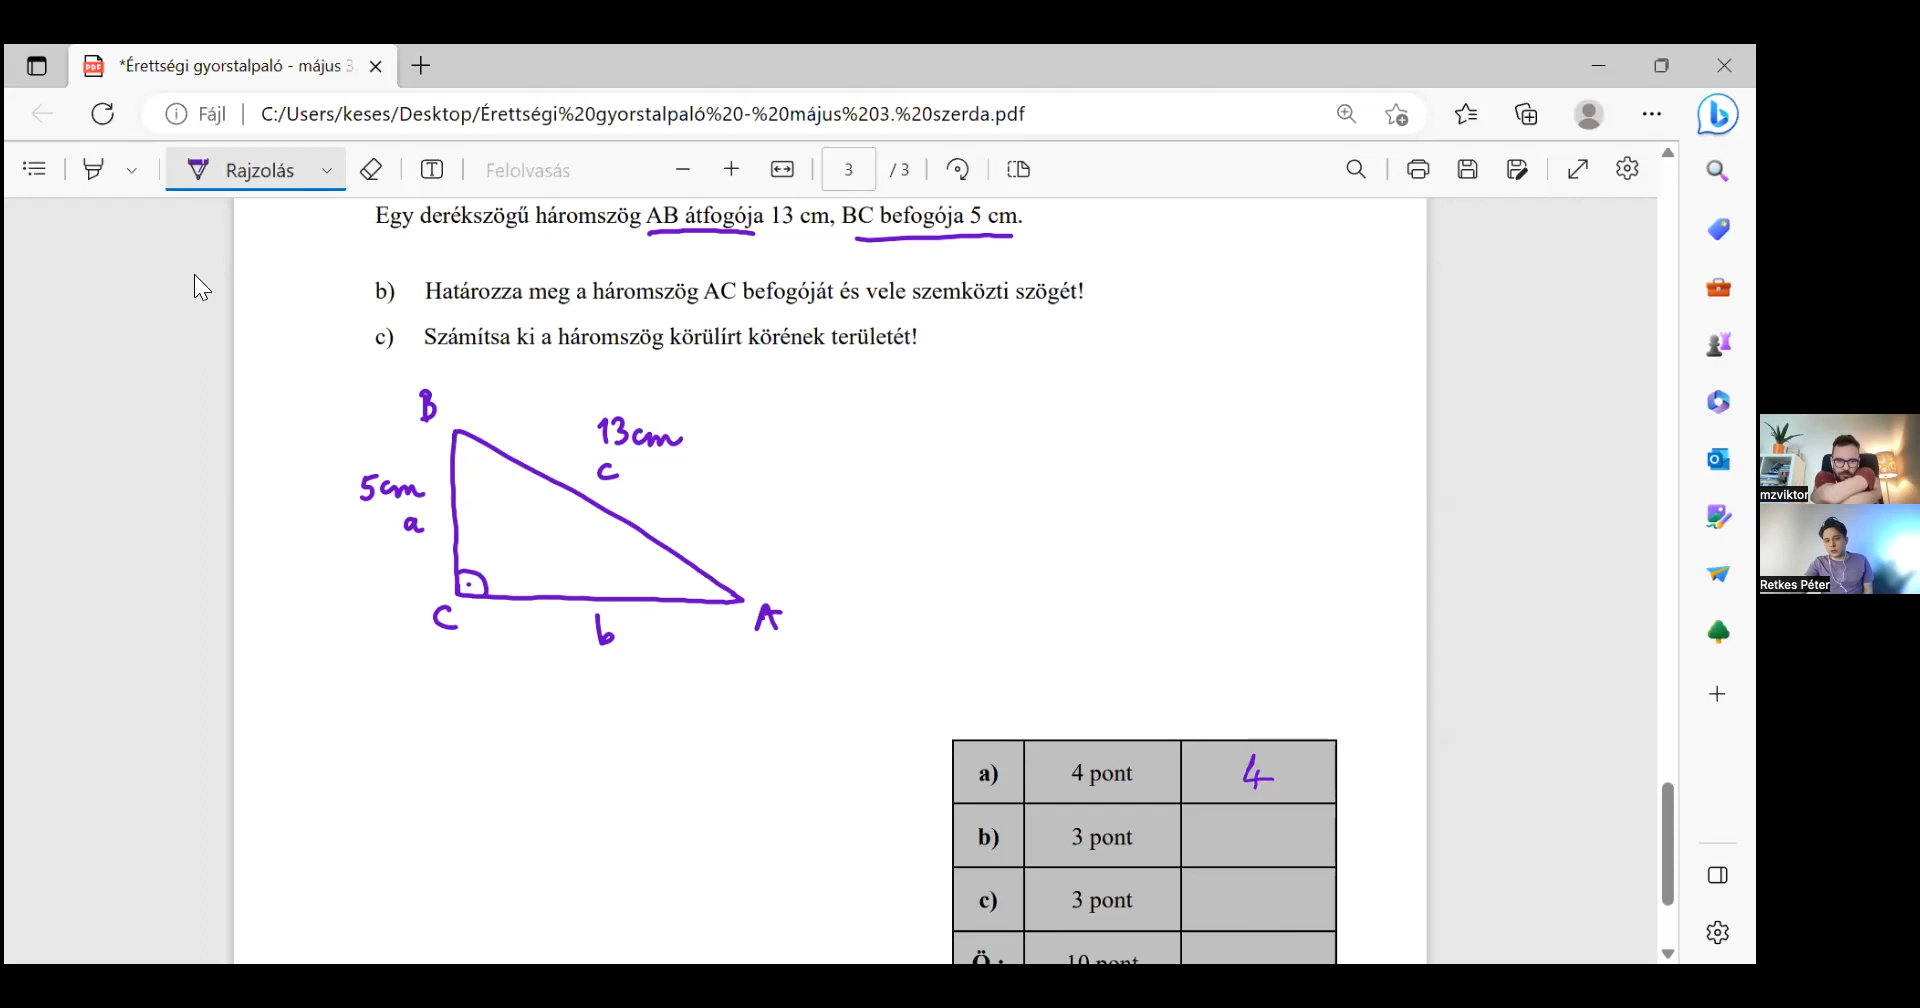 *Érettségi gyorstalpaló - május 3
Fájl
C:/Users/keses/Desktop/Érettségi%20gyorstalpaló%20-%20május%203.%20szerda.pdf
Rajzolás
Felolvasás
3
/ 3
Egy derékszögű háromszög AB átfogója 13 cm, BC befogója 5 cm.
b) Határozza meg a háromszög AC befogóját és vele szemközti szögét!
c) Számítsa ki a háromszög körülírt körének területét!
B
13cm
c
5cm
a
C
b
A
a) 4 pont 4
b) 3 pont
c) 3 pont
Ö.: 10 pont
mzviktor
Retkes Péter